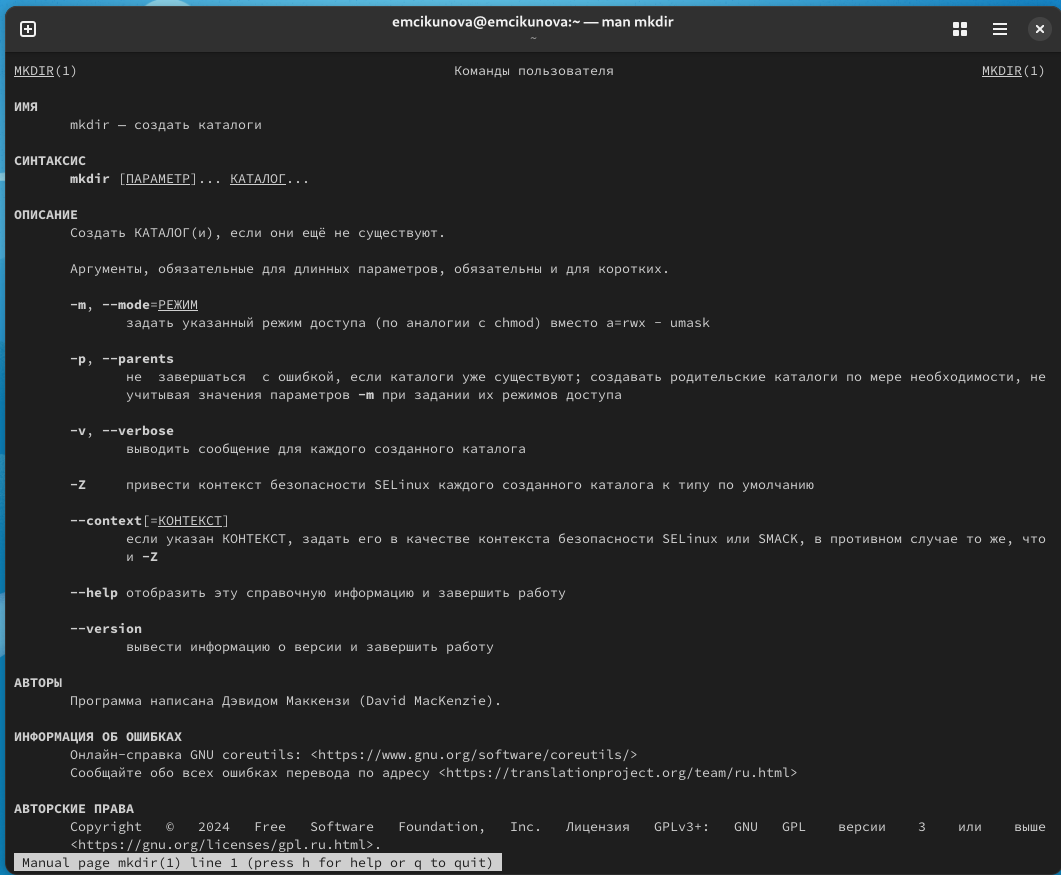 emcikunova@emcikunova:~ — man mkdir
~
MKDIR(1) Команды пользователя MKDIR(1)
ИМЯ
mkdir — создать каталоги
СИНТАКСИС
mkdir [ПАРАМЕТР]... КАТАЛОГ...
ОПИСАНИЕ
Создать КАТАЛОГ(и), если они ещё не существуют.
Аргументы, обязательные для длинных параметров, обязательны и для коротких.
-m, --mode=РЕЖИМ
задать указанный режим доступа (по аналогии с chmod) вместо a=rwx - umask
-p, --parents
не завершаться с ошибкой, если каталоги уже существуют; создавать родительские каталоги по мере необходимости, не
учитывая значения параметров -m при задании их режимов доступа
-v, --verbose
выводить сообщение для каждого созданного каталога
-Z привести контекст безопасности SELinux каждого созданного каталога к типу по умолчанию
--context[=КОНТЕКСТ]
если указан КОНТЕКСТ, задать его в качестве контекста безопасности SELinux или SMACK, в противном случае то же, что
и -Z
--help отобразить эту справочную информацию и завершить работу
--version
вывести информацию о версии и завершить работу
АВТОРЫ
Программа написана Дэвидом Маккензи (David MacKenzie).
ИНФОРМАЦИЯ ОБ ОШИБКАХ
Онлайн-справка GNU coreutils: <https://www.gnu.org/software/coreutils/>
Сообщайте обо всех ошибках перевода по адресу <https://translationproject.org/team/ru.html>
АВТОРСКИЕ ПРАВА
Copyright © 2024 Free Software Foundation, Inc. Лицензия GPLv3+: GNU GPL версии 3 или выше
<https://gnu.org/licenses/gpl.ru.html>.
Manual page mkdir(1) line 1 (press h for help or q to quit)